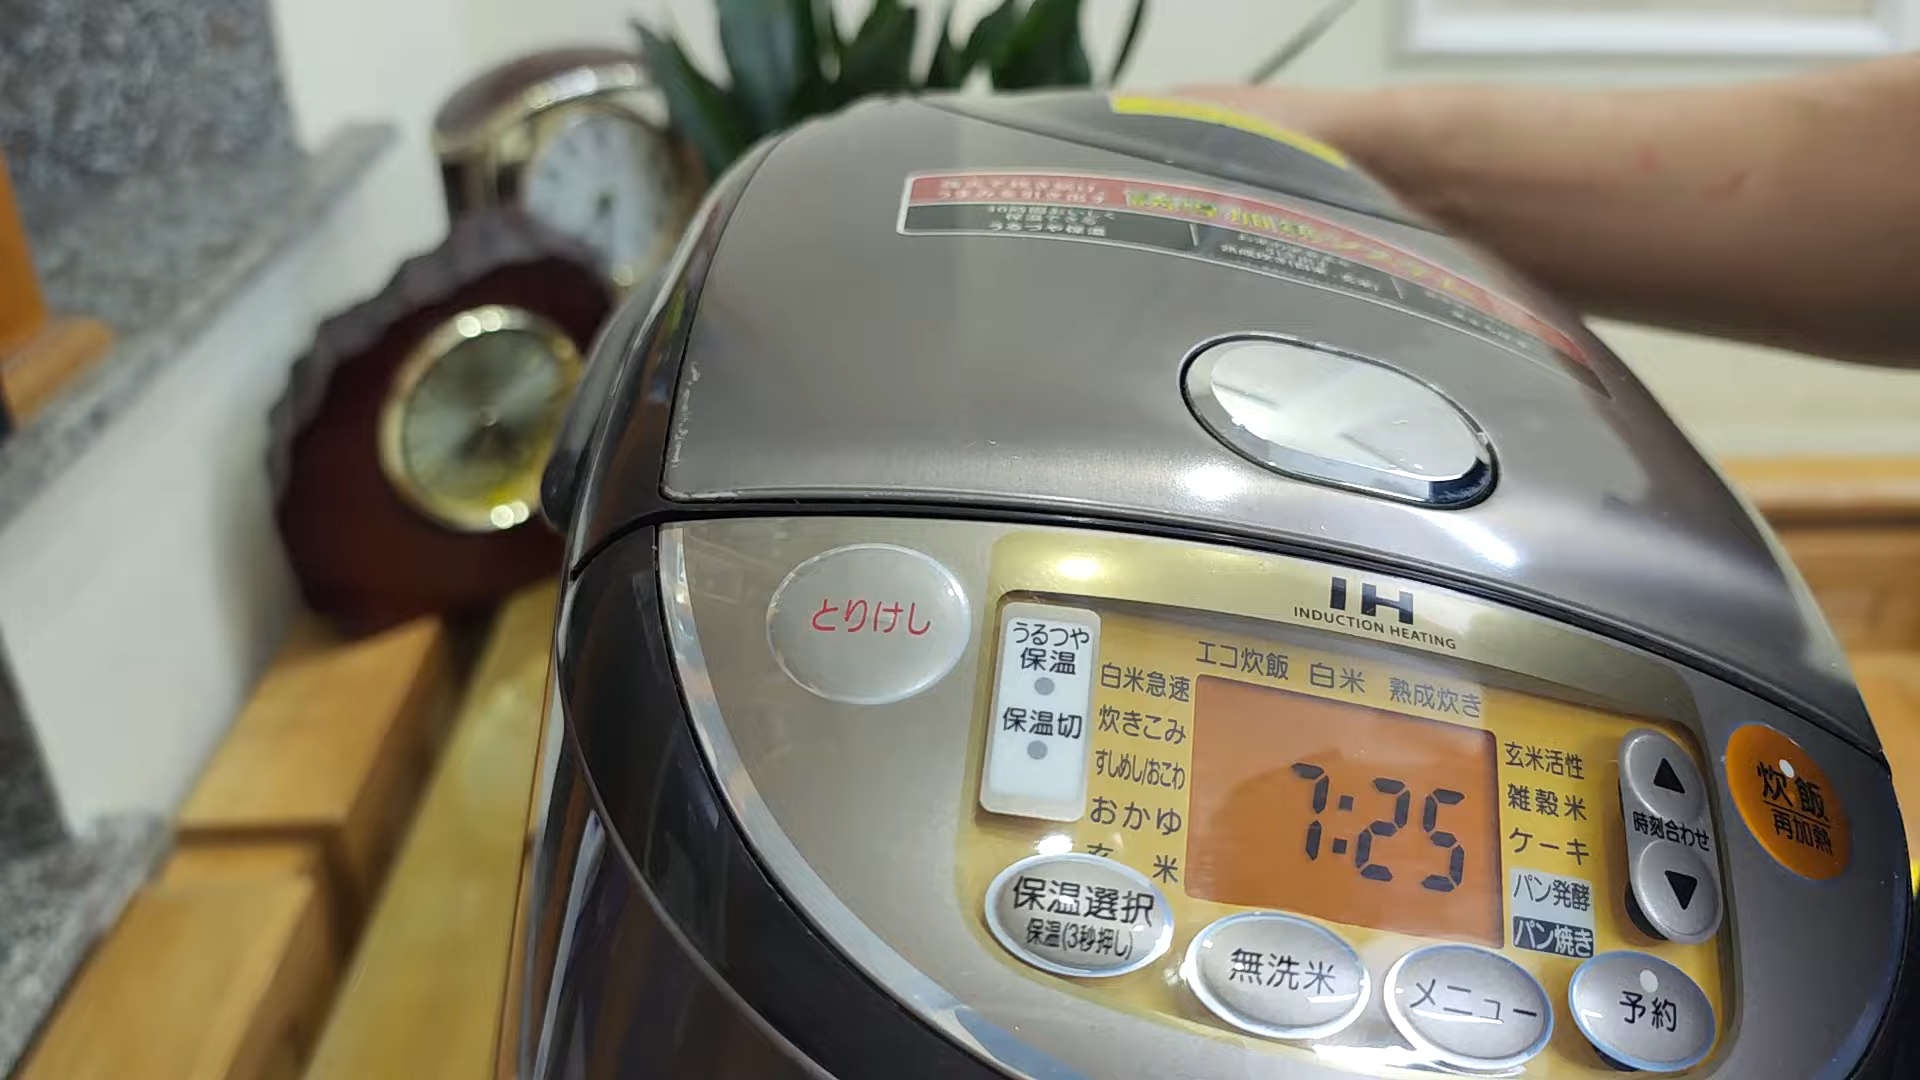 うるつや保温
とりけし
IH
INDUCTION HEATING
うるつや
保温
保温切
エコ炊飯 白米 熟成炊き
白米急速
炊きこみ
すしめし/おこわ
おかゆ
玄 米
7:25
玄米活性
雑穀米
ケーキ
パン発酵
パン焼き
時刻合わせ
炊飯
再加熱
保温選択
保温(3秒押し)
無洗米
メニュー
予約